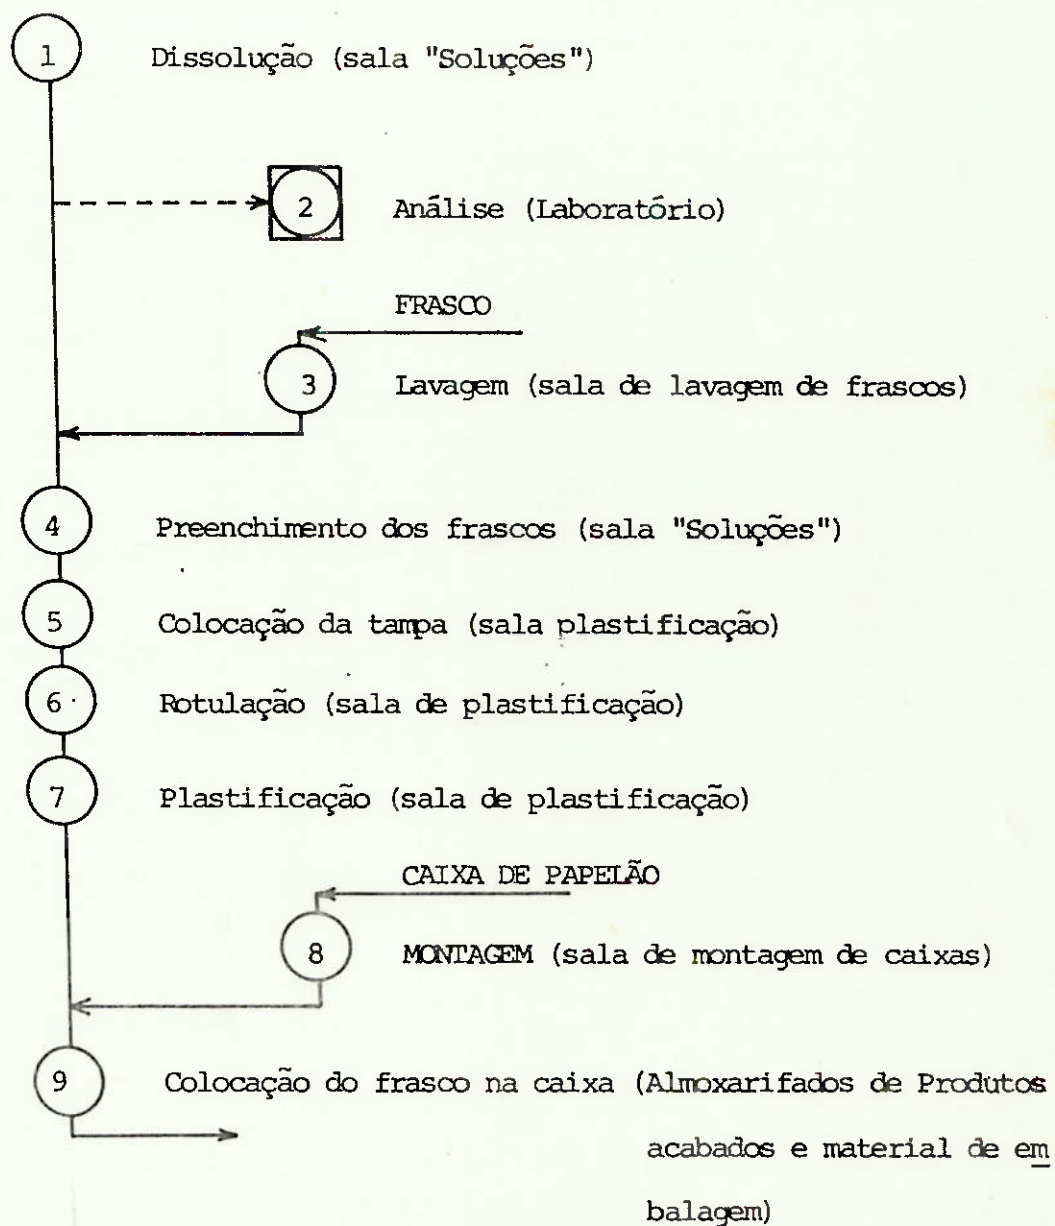 1 Dissolução (sala "Soluções")
2 Análise (Laboratório)
FRASCO
3 Lavagem (sala de lavagem de frascos)
4 Preenchimento dos frascos (sala "Soluções")
5 Colocação da tampa (sala plastificação)
6 Rotulação (sala de plastificação)
7 Plastificação (sala de plastificação)
CAIXA DE PAPELÃO
8 MONTAGEM (sala de montagem de caixas)
9 Colocação do frasco na caixa (Almoxarifados de Produtos
acabados e material de em
balagem)